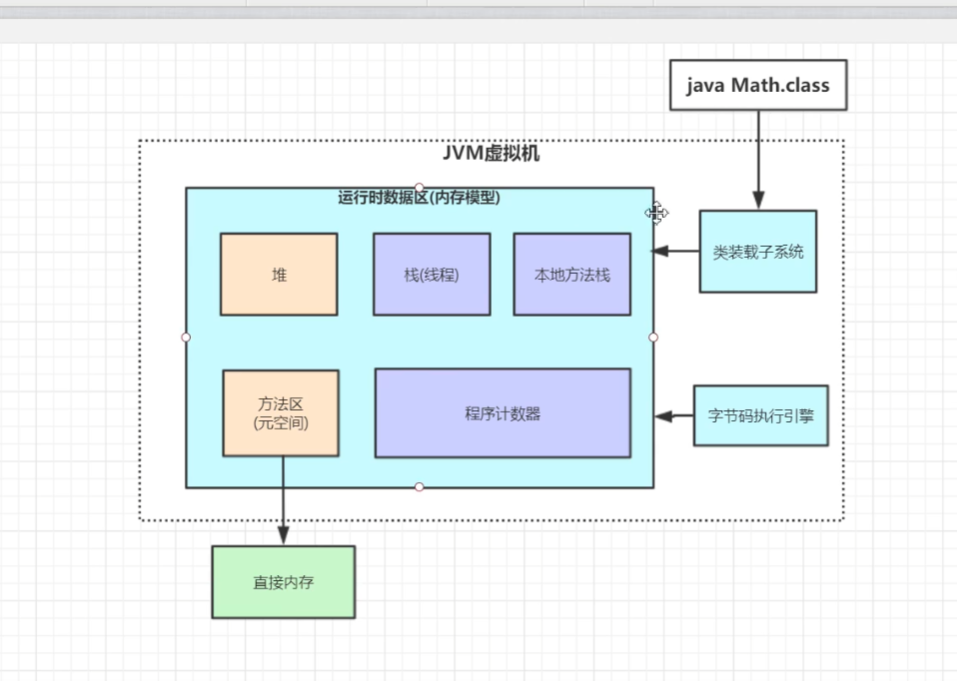 java Math.class
JVM虚拟机
运行时数据区(内存模型)
堆
栈(线程)
本地方法栈
类装载子系统
方法区
(元空间)
程序计数器
字节码执行引擎
直接内存